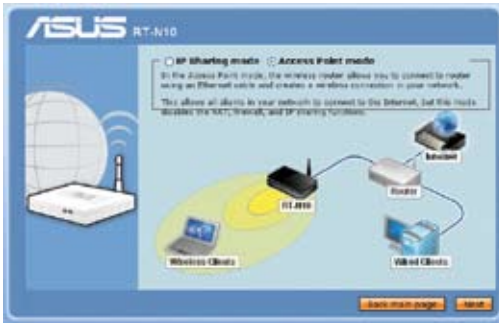 ASUS RT-N10
IP Sharing mode Access Point mode
In the Access Point mode, the wireless router allows you to connect to router
using an Ethernet cable and creates a wireless connection in your network.
This allows all clients in your network to connect to the Internet, but this mode
disables the NAT, firewall, and IP sharing functions.
Internet
Router
RT-N10
Wireless Clients
Wired Clients
Back main page Next